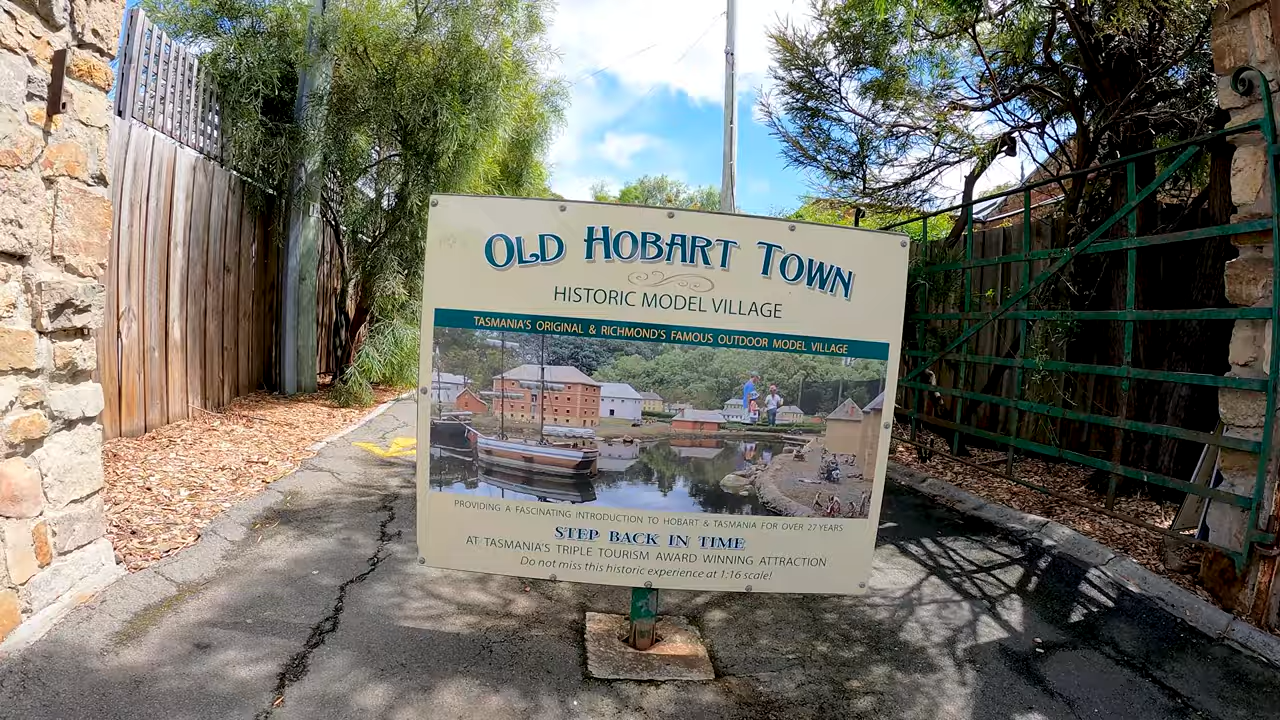 OLD HOBART TOWN
HISTORIC MODEL VILLAGE
TASMANIA'S ORIGINAL & RICHMOND'S FAMOUS OUTDOOR MODEL VILLAGE
PROVIDING A FASCINATING INTRODUCTION TO HOBART & TASMANIA FOR OVER 27 YEARS
STEP BACK IN TIME
AT TASMANIA'S TRIPLE TOURISM AWARD WINNING ATTRACTION
Do not miss this historic experience at 1:16 scale!